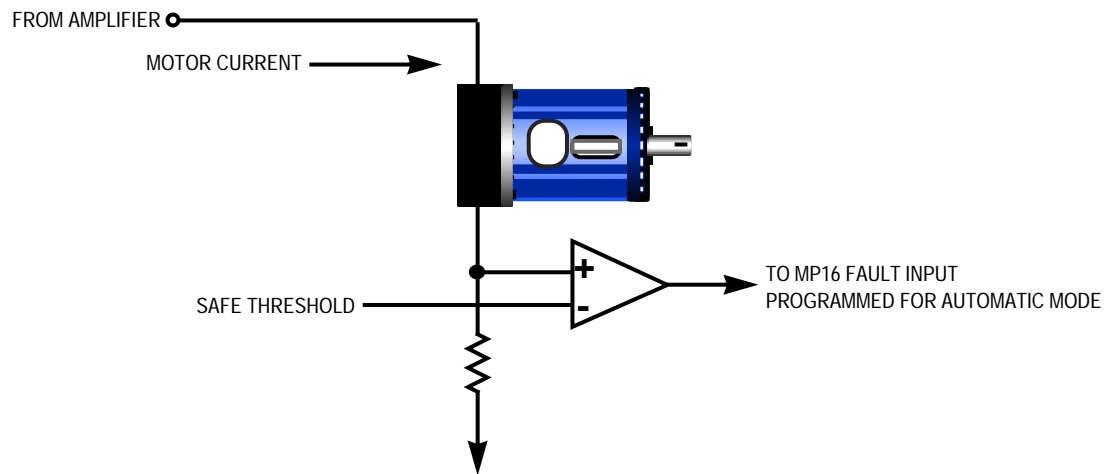 FROM AMPLIFIER
MOTOR CURRENT
+
SAFE THRESHOLD
-
TO MP16 FAULT INPUT
PROGRAMMED FOR AUTOMATIC MODE